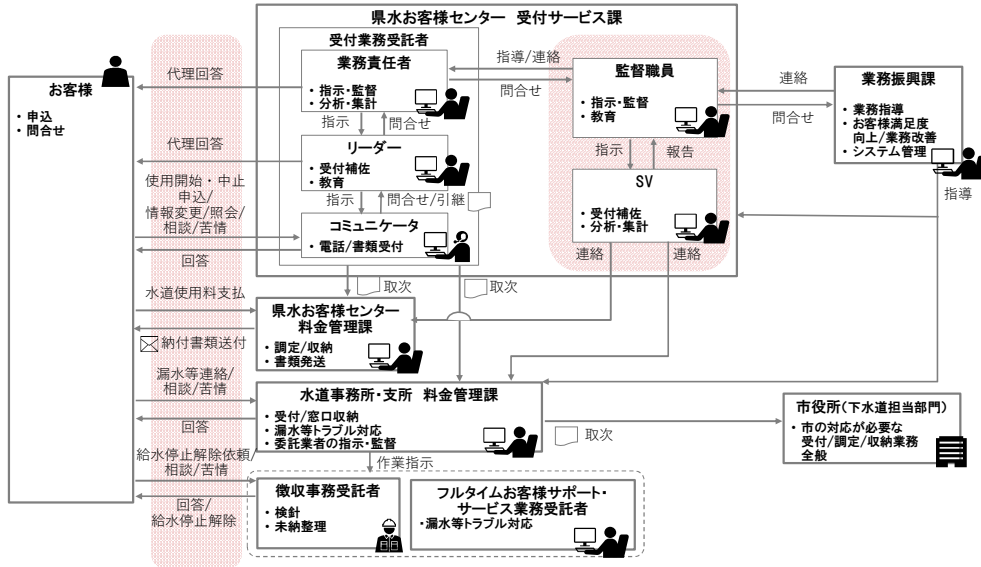 県水お客様センター 受付サービス課
受付業務受託者
業務責任者
・指示・監督
・分析・集計
指示
問合せ
リーダー
・受付補佐
・教育
指示
問合せ/引継
コミュニケータ
・電話/書類受付
指導/連絡
問合せ
監督職員
・指示・監督
・教育
指示
報告
SV
・受付補佐
・分析・集計
連絡
連絡
連絡
問合せ
業務振興課
・業務指導
・お客様満足度
向上/業務改善
・システム管理
指導
お客様
・申込
・問合せ
代理回答
代理回答
使用開始・中止
申込/
情報変更/照会/
相談/苦情
回答
水道使用料支払
納付書類送付
漏水等連絡/
相談/苦情
回答
給水停止解除依頼/
相談/苦情
回答/
給水停止解除
取次
取次
県水お客様センター
料金管理課
・調定/収納
・書類発送
水道事務所・支所 料金管理課
・受付/窓口収納
・漏水等トラブル対応
・委託業者の指示・監督
取次
市役所(下水道担当部門)
・市の対応が必要な
受付/調定/収納業務
全般
作業指示
徴収事務受託者
・検針
・未納整理
フルタイムお客様サポート・
サービス業務受託者
・漏水等トラブル対応